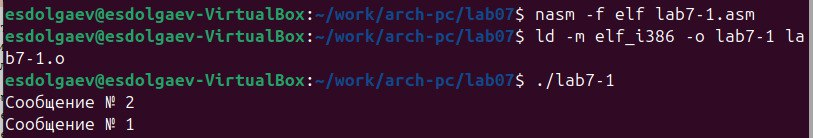 esdolgaev@esdolgaev-VirtualBox:~/work/arch-pc/lab07$ nasm -f elf lab7-1.asm
esdolgaev@esdolgaev-VirtualBox:~/work/arch-pc/lab07$ ld -m elf_i386 -o lab7-1 la
b7-1.o
esdolgaev@esdolgaev-VirtualBox:~/work/arch-pc/lab07$ ./lab7-1
Сообщение № 2
Сообщение № 1